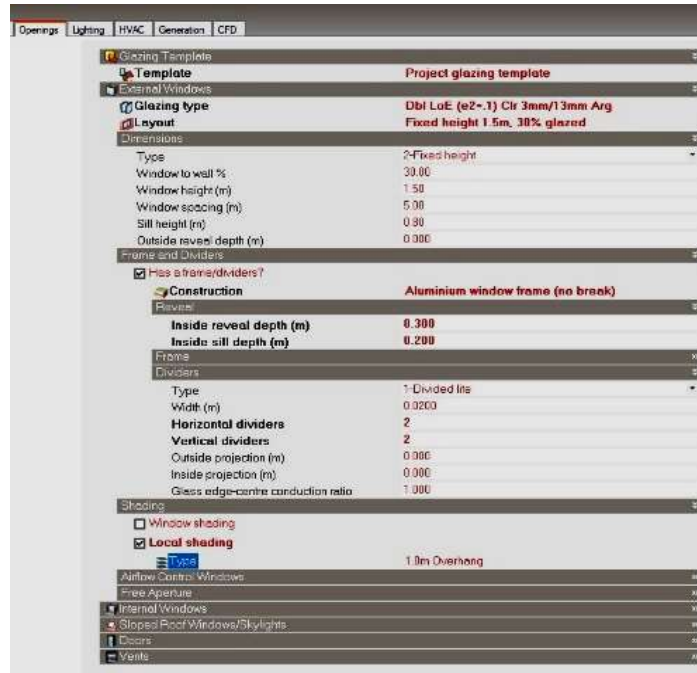 Openings Lighting HVAC Generation CFD
Glazing Template
Template Project glazing template
External Windows
Glazing type Dbl LoE (e2=.1) Clr 3mm/13mm Arg
Layout Fixed height 1.5m, 30% glazed
Dimensions
Type 2-Fixed height
Window to wall % 30.00
Window height (m) 1.50
Window spacing (m) 5.00
Sill height (m) 0.80
Outside reveal depth (m) 0.000
Frame and Dividers
Has a frame/dividers?
Construction Aluminium window frame (no break)
Reveal
Inside reveal depth (m) 0.300
Inside sill depth (m) 0.200
Frame
Dividers
Type 1-Divided lite
Width (m) 0.0200
Horizontal dividers 2
Vertical dividers 2
Outside projection (m) 0.000
Inside projection (m) 0.000
Glass edge-centre conduction ratio 1.000
Shading
Window shading
Local shading
Type 1.0m Overhang
Airflow Control Windows
Free Aperture
Internal Windows
Sloped Roof Windows/Skylights
Doors
Vents